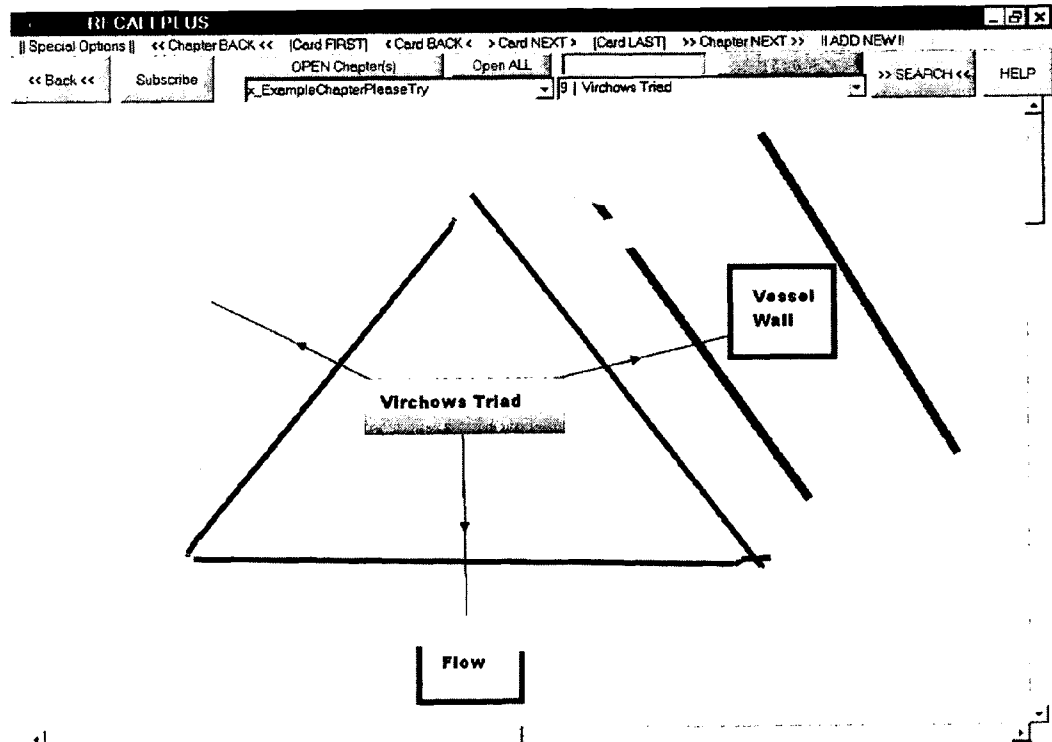 RECALLPLUS
|| Special Options || << Chapter BACK << |Card FIRST| < Card BACK < > Card NEXT > [Card LAST] >> Chapter NEXT >> || ADD NEW ||
<< Back << Subscribe OPEN Chapter(s) Open ALL >> SEARCH << HELP
x_ExampleChapterPleaseTry 9 | Virchows Triad
Vessel
Wall
Virchows Triad
Flow